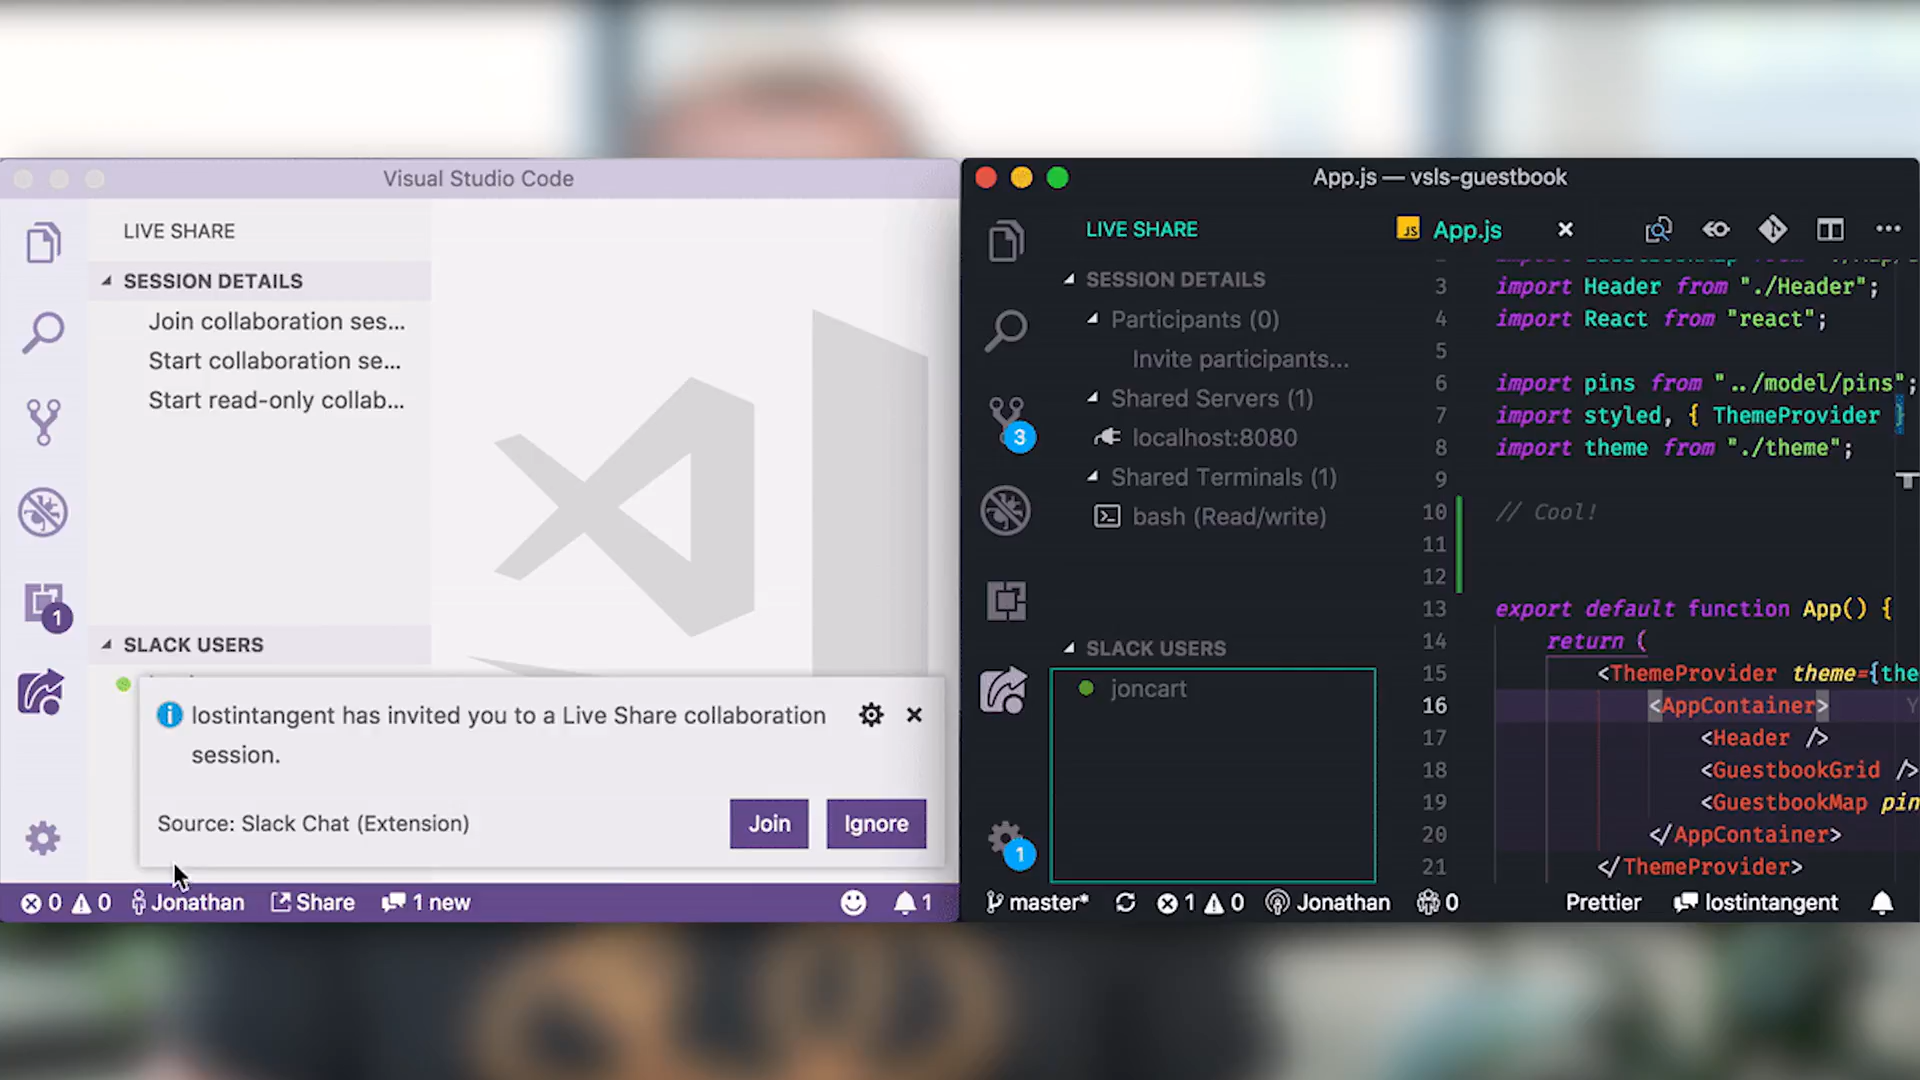 Visual Studio Code
LIVE SHARE
SESSION DETAILS
Join collaboration ses...
Start collaboration se...
Start read-only collab...
1
SLACK USERS
lostintangent has invited you to a Live Share collaboration
session.
Source: Slack Chat (Extension)
Join
Ignore
0 0 Jonathan Share 1 new 1
App.js — vsls-guestbook
LIVE SHARE
SESSION DETAILS
Participants (0)
Invite participants...
Shared Servers (1)
localhost:8080
Shared Terminals (1)
bash (Read/write)
3
SLACK USERS
joncart
1
JS App.js
3 import Header from "./Header";
4 import React from "react";
5
6 import pins from "../model/pins";
7 import styled, { ThemeProvider }
8 import theme from "./theme";
9
10 // Cool!
11
12
13 export default function App() {
14 return (
15 <ThemeProvider theme={the
16 <AppContainer> Y
17 <Header />
18 <GuestbookGrid />
19 <GuestbookMap pin
20 </AppContainer>
21 </ThemeProvider>
master* 1 0 Jonathan 0 Prettier lostintangent